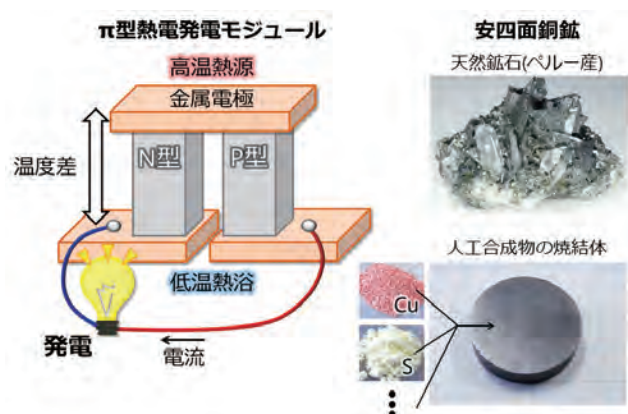 π型熱電発電モジュール
高温熱源
金属電極
温度差
N型
P型
低温熱浴
発電
電流
安四面銅鉱
天然鉱石(ペルー産)
人工合成物の焼結体
Cu
S